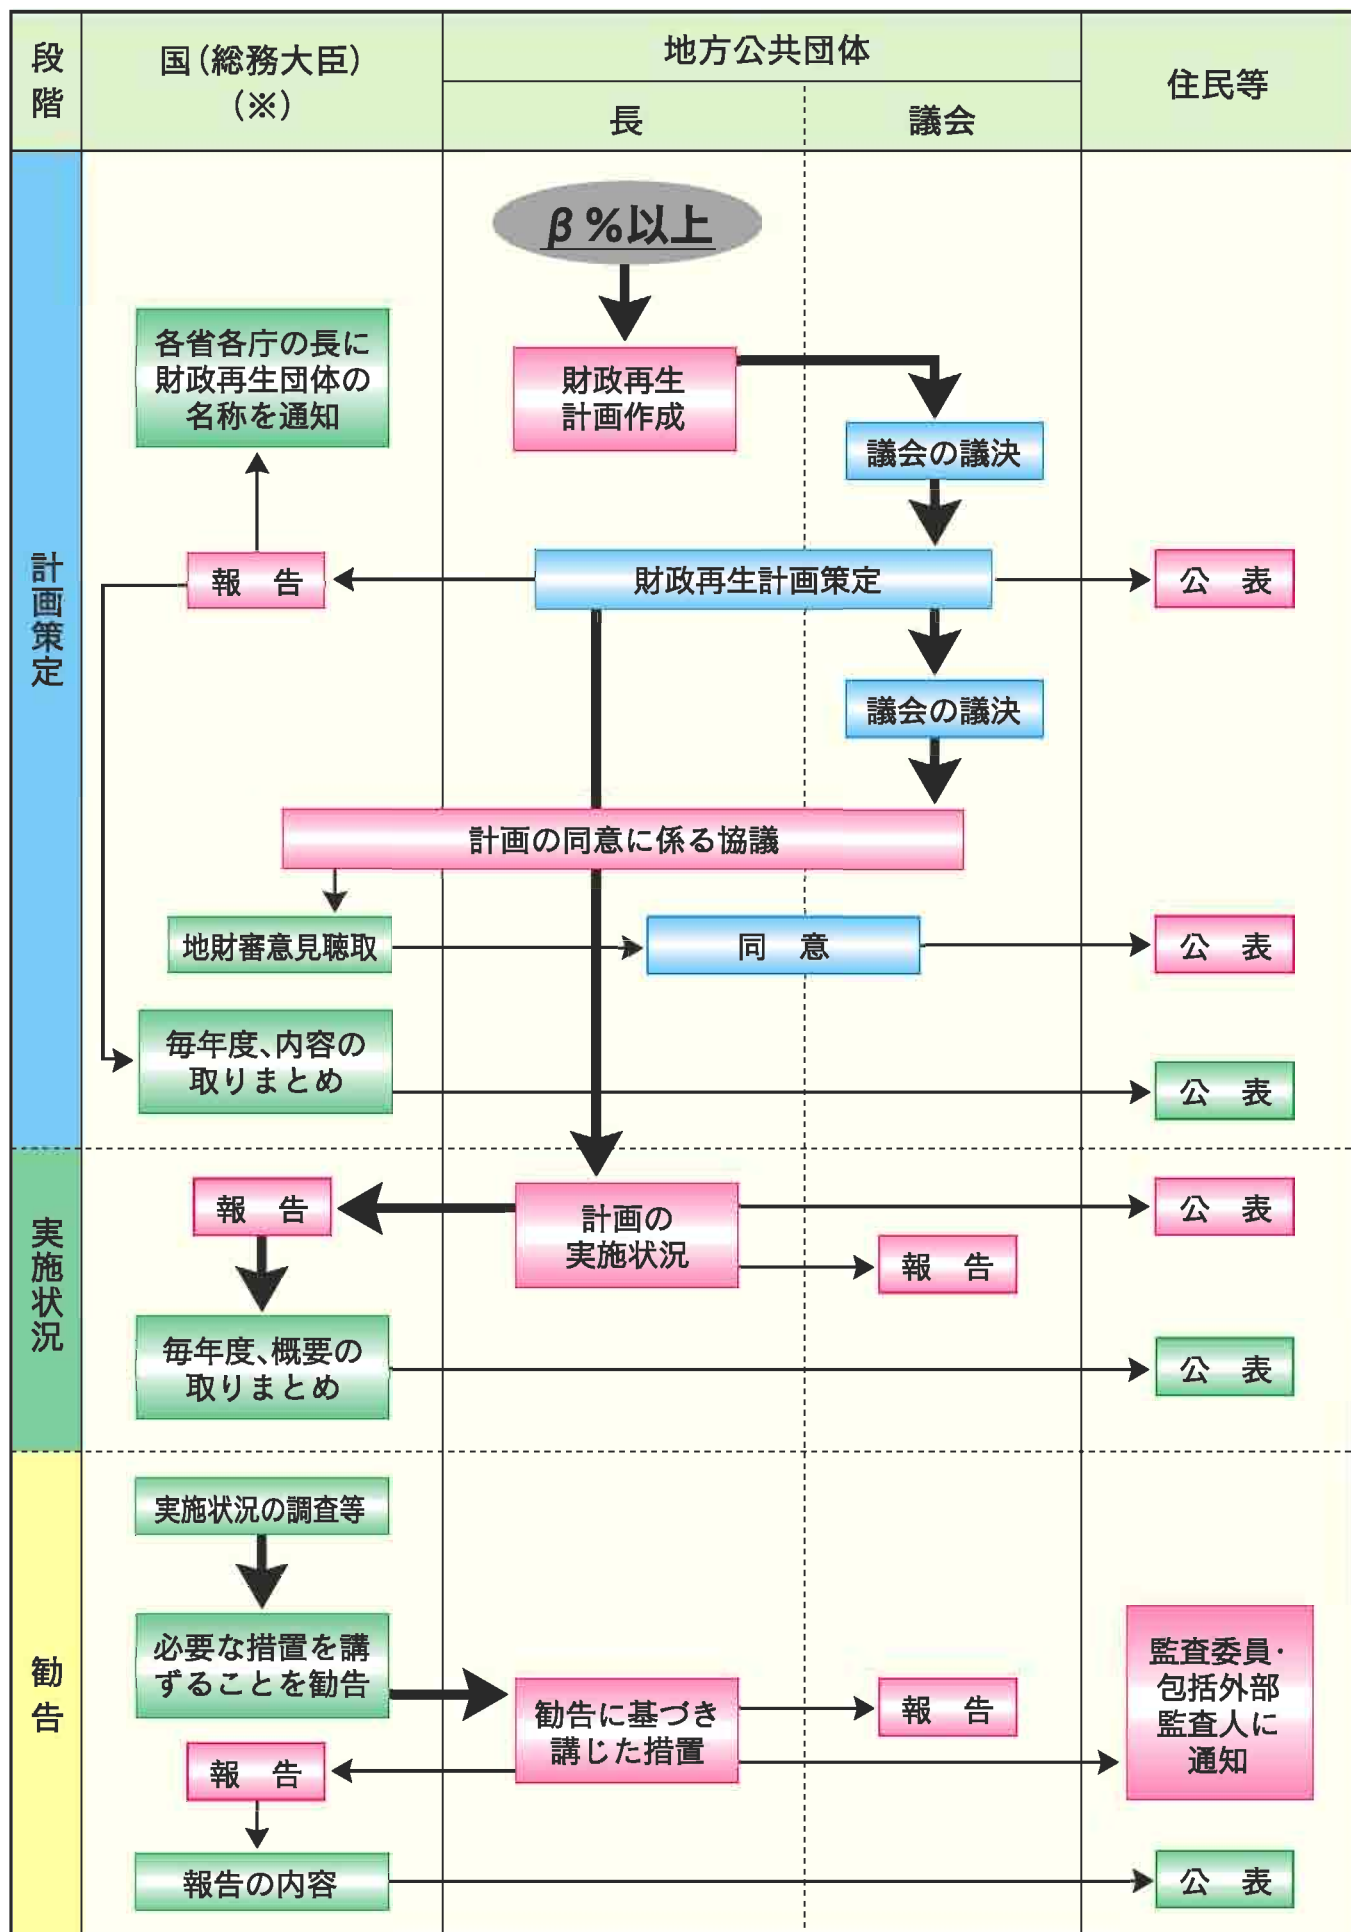 段階
国（総務大臣）
（※）
地方公共団体
長
議会
住民等
計画策定
β％以上
各省各庁の長に
財政再生団体の
名称を通知
財政再生
計画作成
議会の議決
報　告
財政再生計画策定
公　表
議会の議決
計画の同意に係る協議
地財審意見聴取
同　意
公　表
毎年度、内容の
取りまとめ
公　表
実施状況
報　告
計画の
実施状況
公　表
報　告
毎年度、概要の
取りまとめ
公　表
勧告
実施状況の調査等
必要な措置を講
ずることを勧告
勧告に基づき
講じた措置
報　告
監査委員・
包括外部
監査人に
通知
報　告
報告の内容
公　表